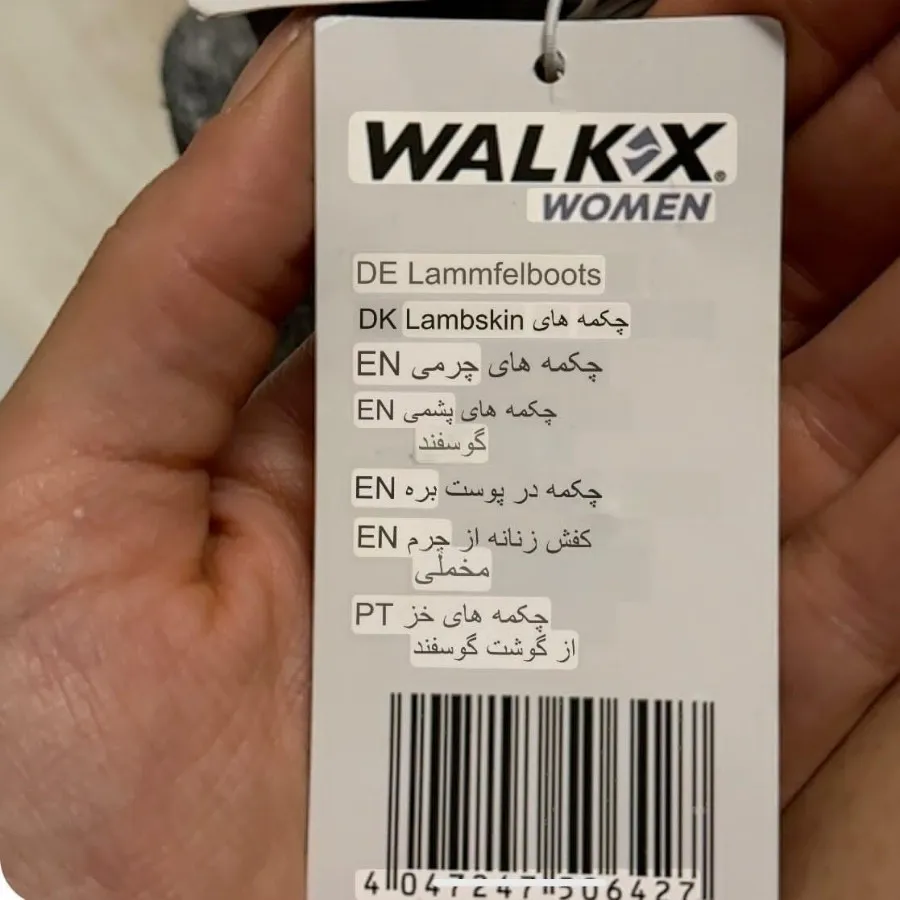 WALKX®
WOMEN
DE Lammfelboots
DK Lambskin چکمه های
EN چکمه های چرمی
EN چکمه های پشمی
گوسفند
EN چکمه در پوست بره
EN کفش زنانه از چرم
مخملی
PT چکمه های خز
از گوشت گوسفند
4 047247 506427